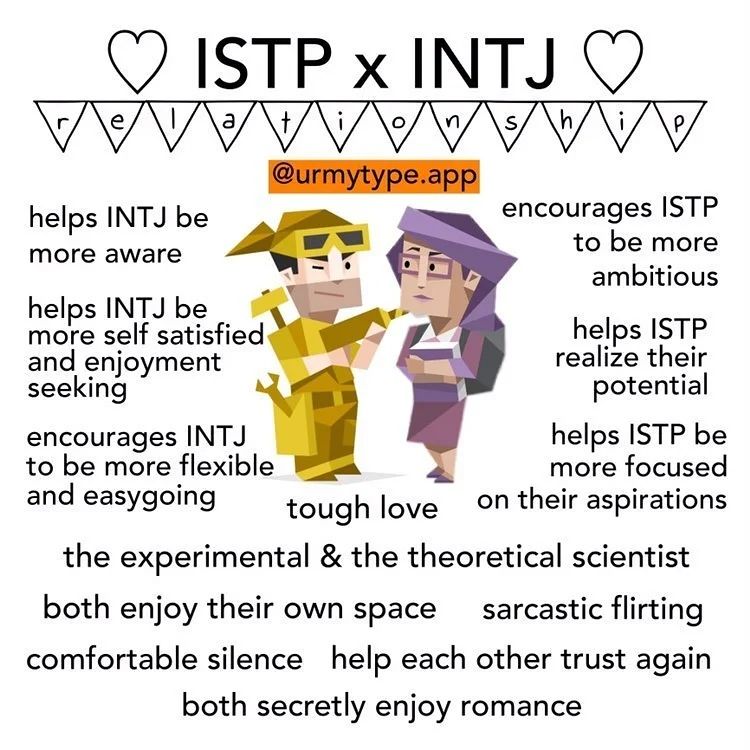 ♡ ISTP x INTJ ♡
relationship
@urmytype.app
helps INTJ be
more aware
helps INTJ be
more self satisfied
and enjoyment
seeking
encourages INTJ
to be more flexible
and easygoing
encourages ISTP
to be more
ambitious
helps ISTP
realize their
potential
helps ISTP be
more focused
on their aspirations
tough love
the experimental & the theoretical scientist
both enjoy their own space
sarcastic flirting
comfortable silence
help each other trust again
both secretly enjoy romance